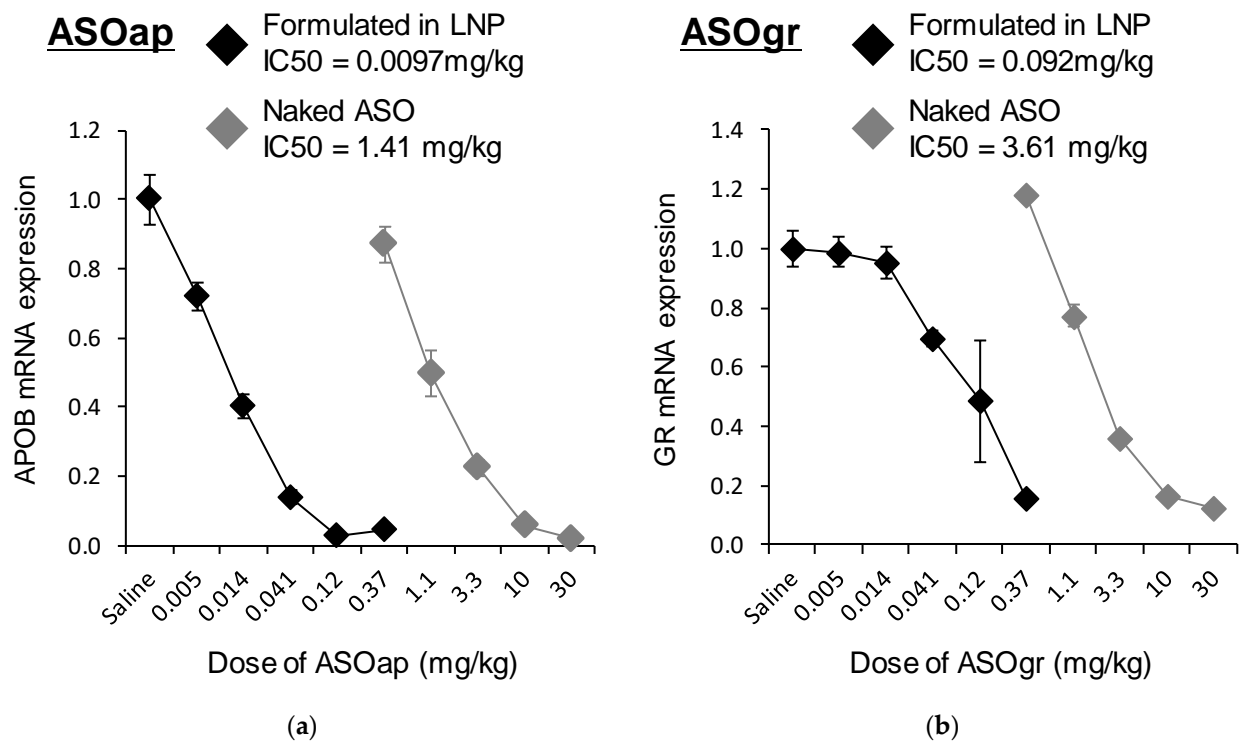 ASOap
Formulated in LNP
IC50 = 0.0097mg/kg
Naked ASO
IC50 = 1.41 mg/kg
APOB mRNA expression
1.2
1.0
0.8
0.6
0.4
0.2
0.0
Saline
0.005
0.014
0.041
0.12
0.37
1.1
3.3
10
30
Dose of ASOap (mg/kg)
(a)
ASOgr
Formulated in LNP
IC50 = 0.092mg/kg
Naked ASO
IC50 = 3.61 mg/kg
GR mRNA expression
1.4
1.2
1.0
0.8
0.6
0.4
0.2
0.0
Saline
0.005
0.014
0.041
0.12
0.37
1.1
3.3
10
30
Dose of ASOgr (mg/kg)
(b)